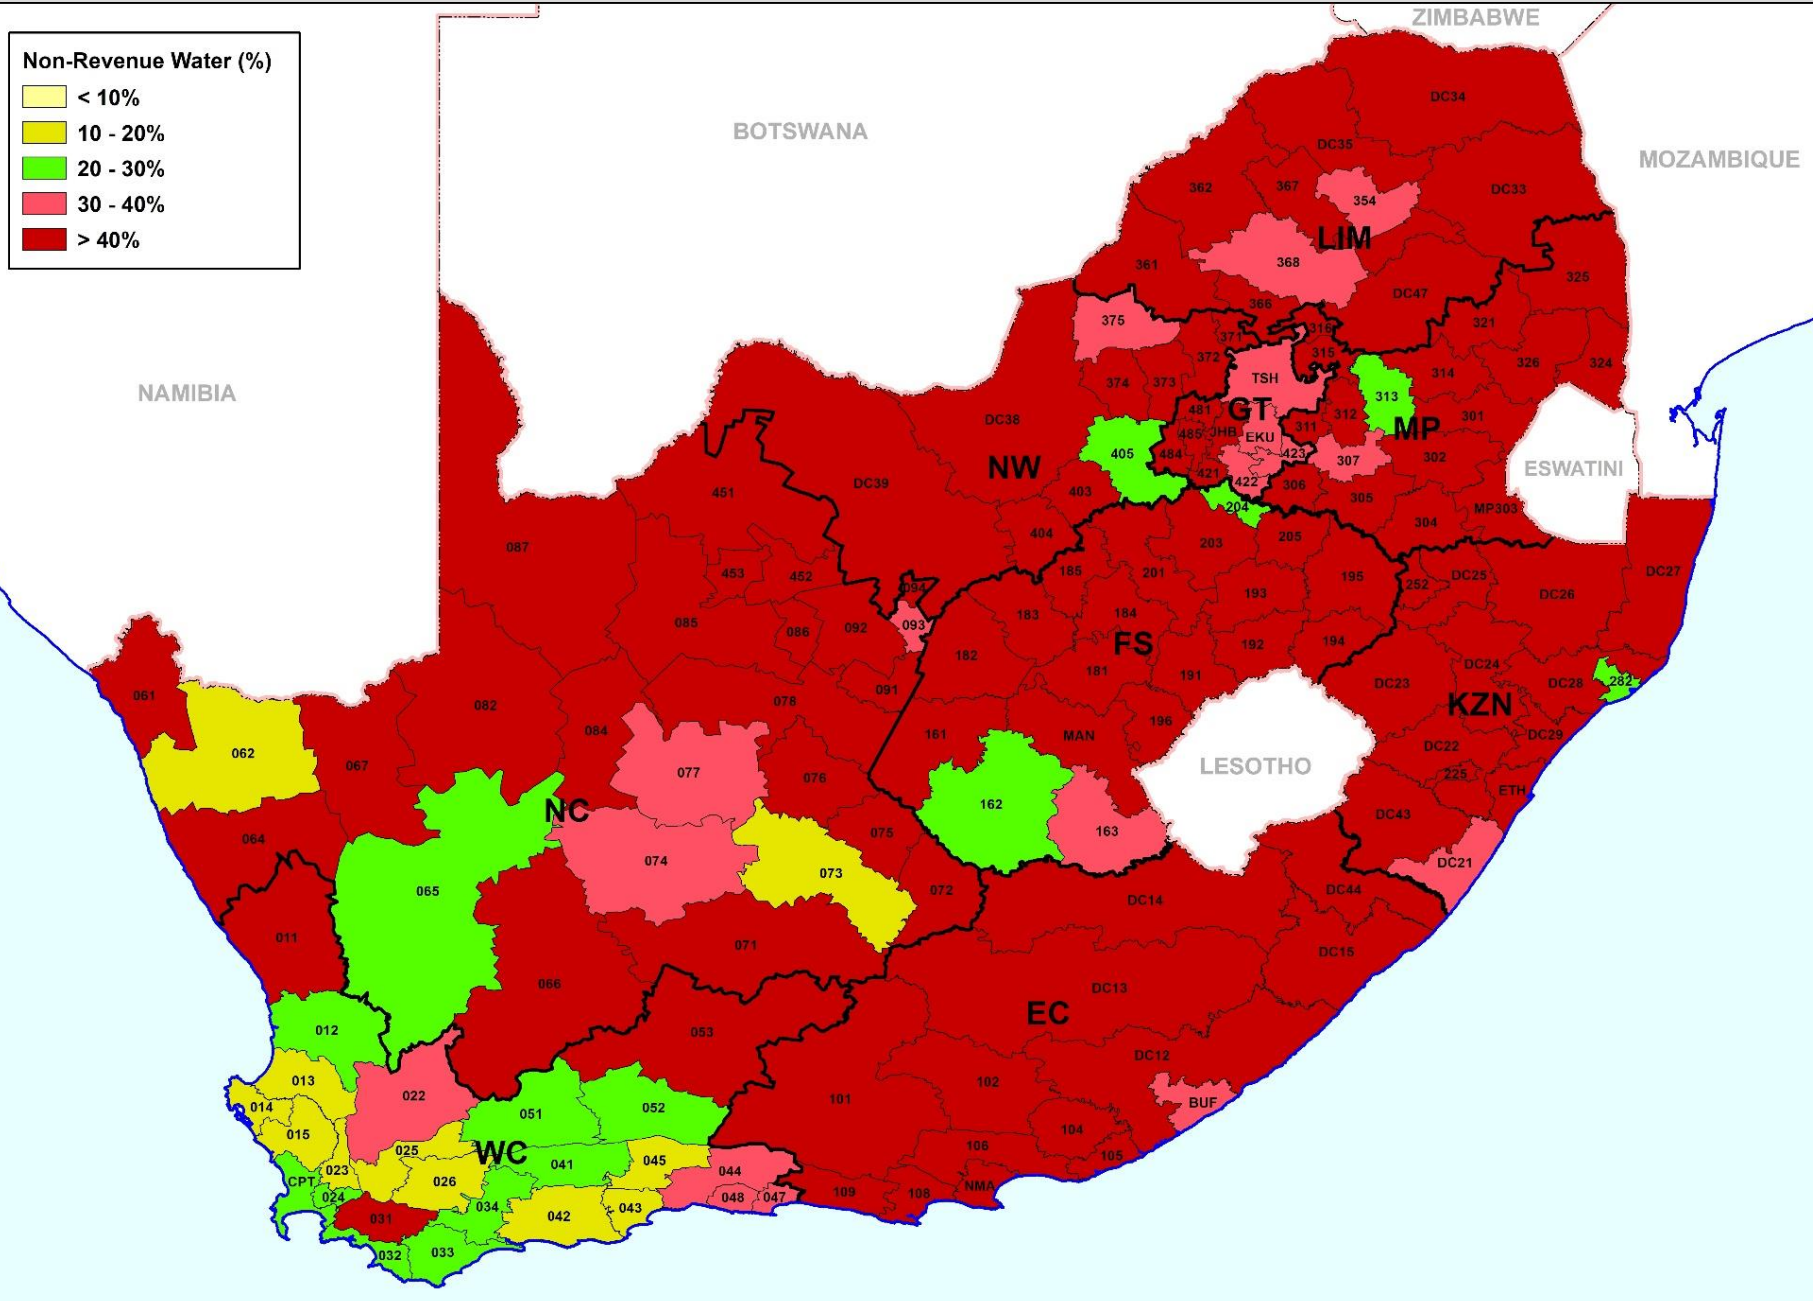 ZIMBABWE
Non-Revenue Water (%)
< 10%
10 - 20%
20 - 30%
30 - 40%
> 40%
BOTSWANA
MOZAMBIQUE
NAMIBIA
ESWATINI
LESOTHO
DC34
DC35
362
367
354
DC33
LIM
361
368
325
366
DC47
375
371
316
321
372
315
326
324
374
373
TSH
314
313
GT
312
MP
301
481
485
JHB
EKU
311
DC38
405
484
423
307
302
NW
421
422
306
305
403
204
MP303
304
DC39
451
404
203
205
087
453
452
094
185
201
195
252
DC25
DC27
193
DC26
085
086
092
093
183
184
FS
192
194
182
181
191
DC24
DC23
DC28
282
061
091
KZN
082
078
196
084
161
MAN
DC22
DC29
062
067
077
076
225
ETH
NC
162
DC43
064
075
163
074
073
DC21
065
072
DC44
DC14
011
071
DC15
066
DC13
EC
012
053
DC12
013
022
102
014
051
052
101
BUF
015
104
025
WC
106
105
023
041
045
044
CPT
026
NMA
024
048
047
109
108
034
043
031
042
032
033